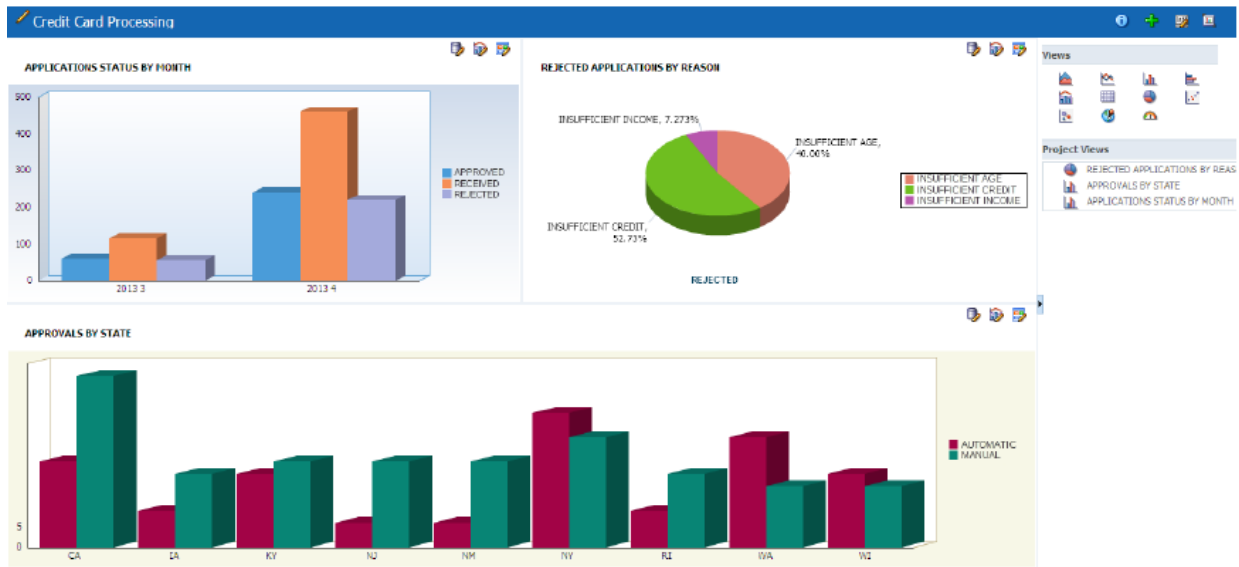 Credit Card Processing
APPLICATIONS STATUS BY MONTH
500
400
300
200
100
0
2013 3
2013 4
APPROVED
RECEIVED
REJECTED
REJECTED APPLICATIONS BY REASON
INSUFFICIENT INCOME, 7.273%
INSUFFICIENT AGE,
40.00%
INSUFFICIENT CREDIT,
52.73%
INSUFFICIENT AGE
INSUFFICIENT CREDIT
INSUFFICIENT INCOME
REJECTED
Views
Project Views
REJECTED APPLICATIONS BY REAS
APPROVALS BY STATE
APPLICATIONS STATUS BY MONTH
APPROVALS BY STATE
5
0
CA
IA
KY
NJ
NM
NY
RI
WA
WI
AUTOMATIC
MANUAL